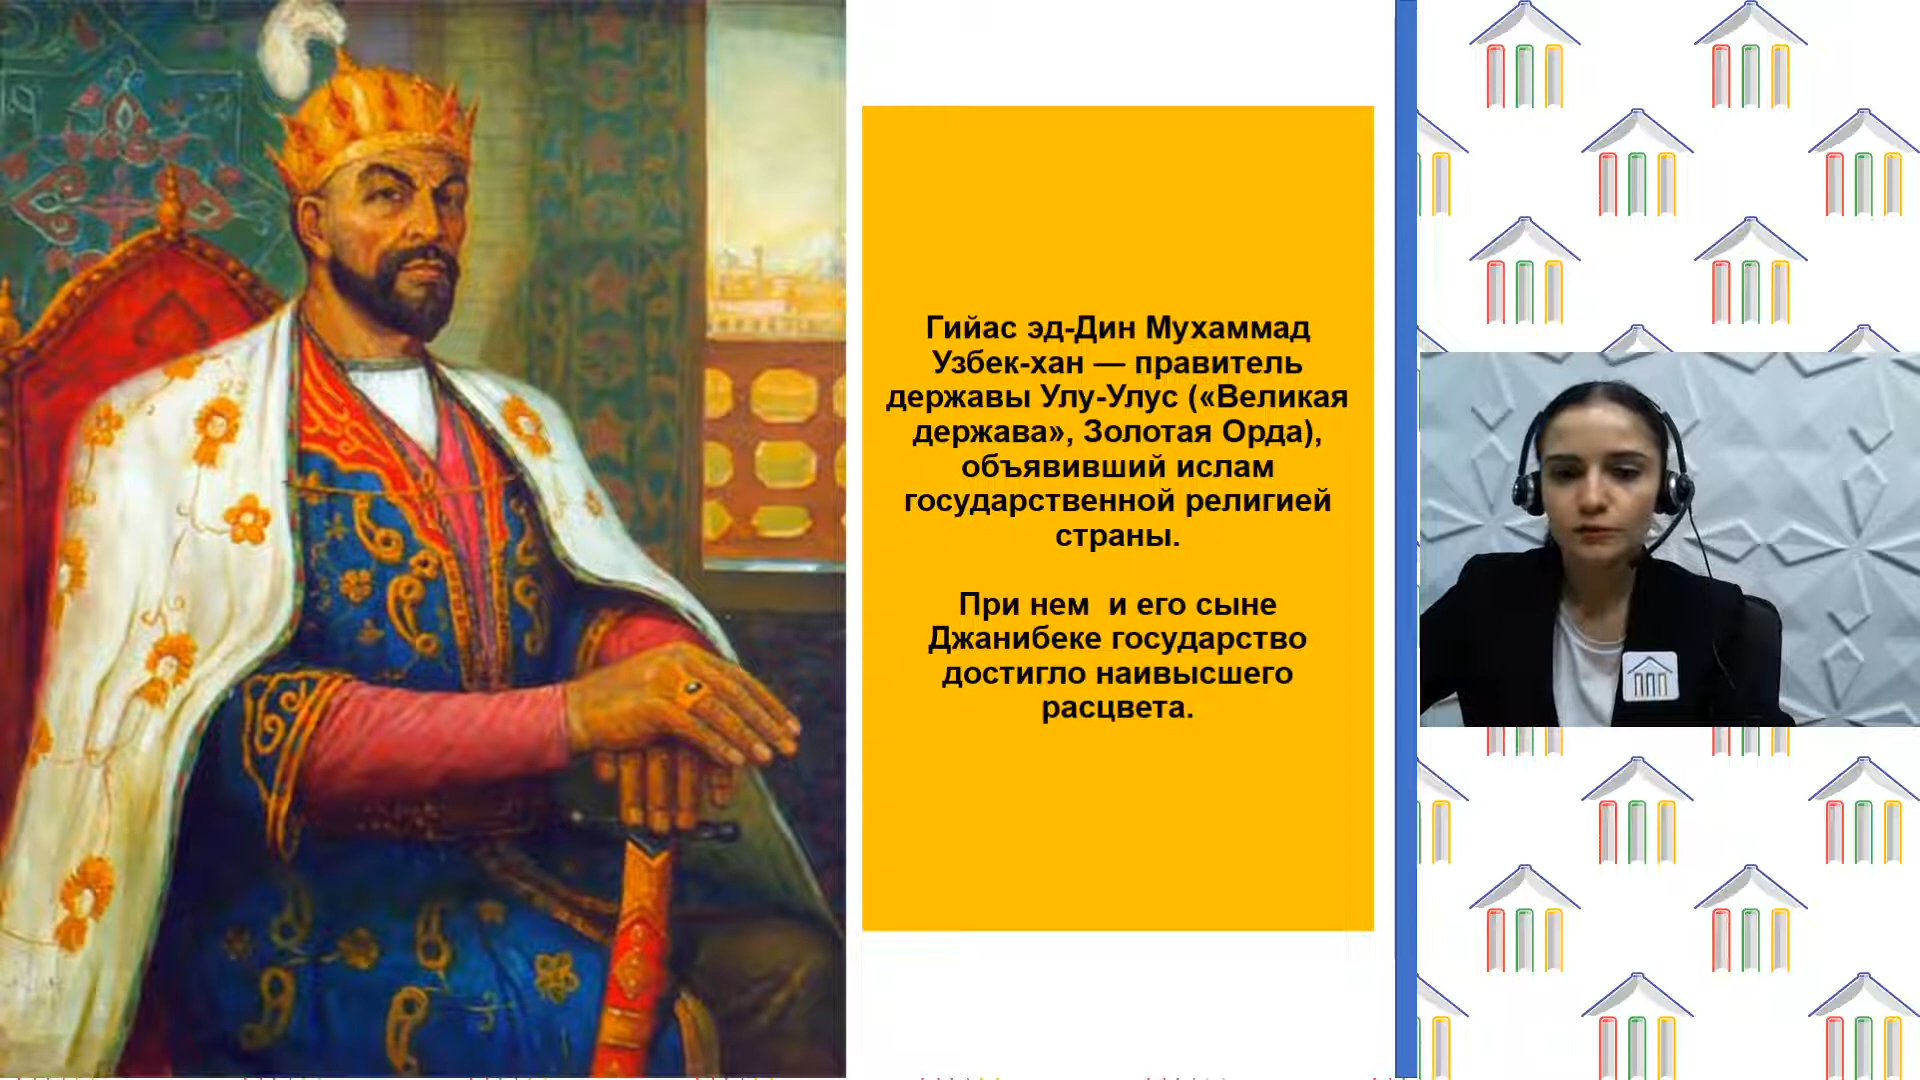 Гийас эд-Дин Мухаммад
Узбек-хан — правитель
державы Улу-Улус («Великая
держава», Золотая Орда),
объявивший ислам
государственной религией
страны.
При нем  и его сыне
Джанибеке государство
достигло наивысшего
расцвета.